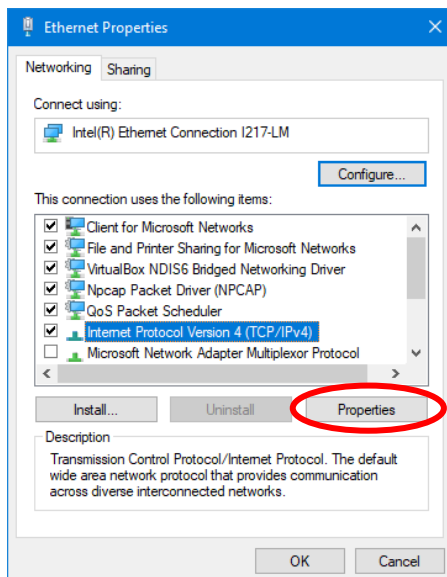 Ethernet Properties
Networking
Sharing
Connect using:
Intel(R) Ethernet Connection I217-LM
Configure...
This connection uses the following items:
Client for Microsoft Networks
File and Printer Sharing for Microsoft Networks
VirtualBox NDIS6 Bridged Networking Driver
Npcap Packet Driver (NPCAP)
QoS Packet Scheduler
Internet Protocol Version 4 (TCP/IPv4)
Microsoft Network Adapter Multiplexor Protocol
Install...
Uninstall
Properties
Description
Transmission Control Protocol/Internet Protocol. The default
wide area network protocol that provides communication
across diverse interconnected networks.
OK
Cancel